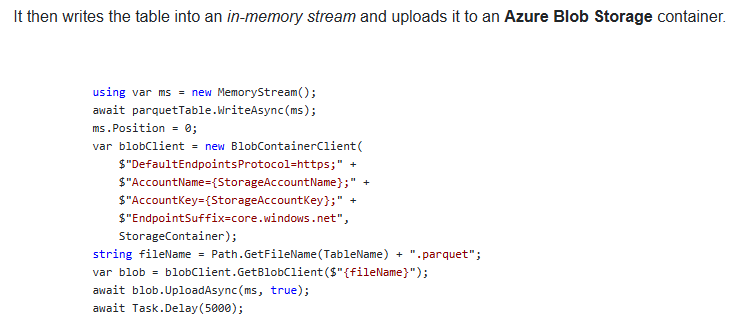 It then writes the table into an in-memory stream and uploads it to an Azure Blob Storage container.
using var ms = new MemoryStream();
await parquetTable.WriteAsync(ms);
ms.Position = 0;
var blobClient = new BlobContainerClient(
$"DefaultEndpointsProtocol=https;" +
$"AccountName={StorageAccountName};" +
$"AccountKey={StorageAccountKey};" +
$"EndpointSuffix=core.windows.net",
StorageContainer);
string fileName = Path.GetFileName(TableName) + ".parquet";
var blob = blobClient.GetBlobClient($"{fileName}");
await blob.UploadAsync(ms, true);
await Task.Delay(5000);